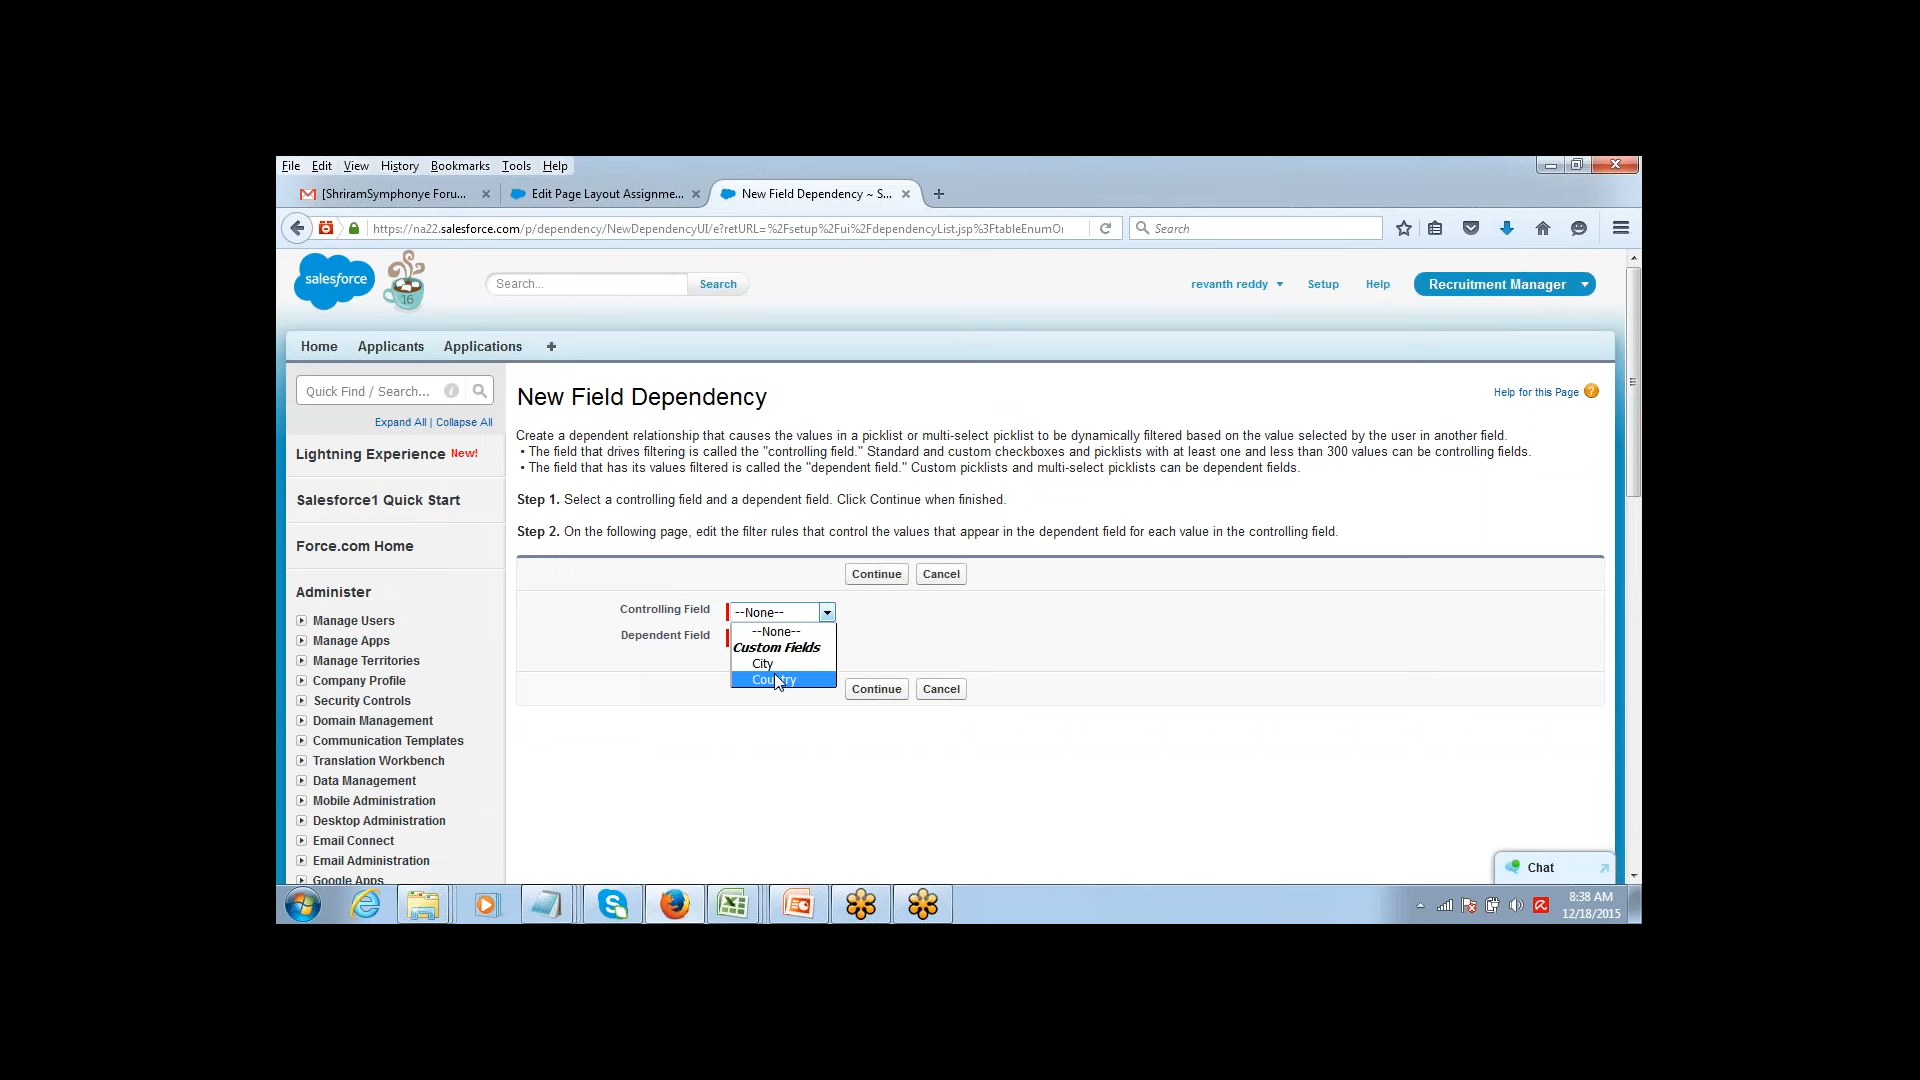 File Edit View History Bookmarks Tools Help
[ShriramSymphonye Foru... Edit Page Layout Assignme... New Field Dependency ~ S...
https://na22.salesforce.com/p/dependency/NewDependencyUI/e?retURL=%2Fsetup%2Fui%2FdependencyList.jsp%3FtableEnumOr Search
salesforce 16 Search... Search revanth reddy Setup Help Recruitment Manager
Home Applicants Applications +
Quick Find / Search...
Expand All | Collapse All
Lightning Experience New!
Salesforce1 Quick Start
Force.com Home
Administer
Manage Users
Manage Apps
Manage Territories
Company Profile
Security Controls
Domain Management
Communication Templates
Translation Workbench
Data Management
Mobile Administration
Desktop Administration
Email Connect
Email Administration
Google Apps
New Field Dependency
Help for this Page ?
Create a dependent relationship that causes the values in a picklist or multi-select picklist to be dynamically filtered based on the value selected by the user in another field.
• The field that drives filtering is called the "controlling field." Standard and custom checkboxes and picklists with at least one and less than 300 values can be controlling fields.
• The field that has its values filtered is called the "dependent field." Custom picklists and multi-select picklists can be dependent fields.
Step 1. Select a controlling field and a dependent field. Click Continue when finished.
Step 2. On the following page, edit the filter rules that control the values that appear in the dependent field for each value in the controlling field.
Continue Cancel
Controlling Field --None--
Dependent Field
--None--
Custom Fields
City
Country
Continue Cancel
Chat
8:38 AM
12/18/2015